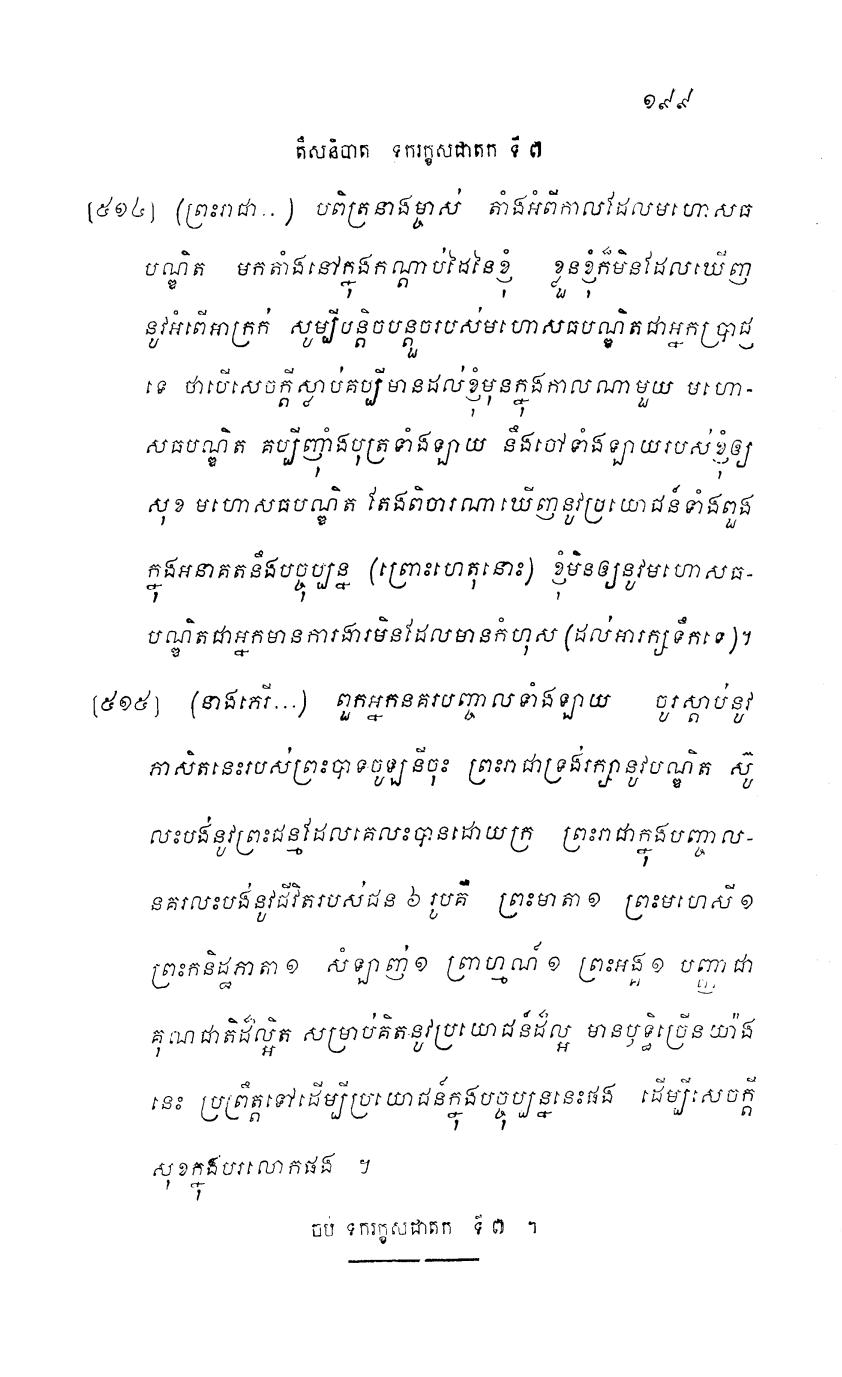 ១៩៩
តឹសនិបាត ទករក្ខសជាតក ទី ៧
[៥១៤] (ព្រះរាជា..) បពិត្រនាងម្ចាស់ តាំងអំពីកាលដែលមហោសធ
បណ្ឌិត មកតាំងនៅក្នុងកណ្តាប់ដៃនៃខ្ញុំ ខ្លួនខ្ញុំក៏មិនដែលឃើញ
នូវអំពើអាក្រក់ សូម្បីបន្តិចបន្តួចរបស់មហោសធបណ្ឌិតជាអ្នកប្រាជ្ញ
ទេ ថាបើសេចក្តីស្លាប់គប្បីមានដល់ខ្ញុំមុនក្នុងកាលណាមួយ មហោ-
សធបណ្ឌិត គប្បីញ៉ាំងបុត្រទាំងឡាយ នឹងចៅទាំងឡាយរបស់ខ្ញុំឲ្យ
សុខ មហោសធបណ្ឌិត តែងពិចារណាឃើញនូវប្រយោជន៍ទាំងពួង
ក្នុងអនាគតនឹងបច្ចុប្បន្ន (ព្រោះហេតុនោះ) ខ្ញុំមិនឲ្យនូវមហោសធ-
បណ្ឌិតជាអ្នកមានការងារមិនដែលមានកំហុស (ដល់អារក្សទឹកទេ)។
[៥១៥] (នាងភេរី...) ពួកអ្នកនគរបញ្ចាលទាំងឡាយ ចូរស្តាប់នូវ
ភាសិតនេះរបស់ព្រះបាទចូឡនីចុះ ព្រះរាជាទ្រង់រក្សានូវបណ្ឌិត ស៊ូ
លះបង់នូវព្រះជន្មដែលគេលះបានដោយក្រ ព្រះរាជាក្នុងបញ្ចាល-
នគរលះបង់នូវជីវិតរបស់ជន ៦ រូបគឺ ព្រះមាតា ១ ព្រះមហេសី ១
ព្រះកនិដ្ឋភាតា ១ សំឡាញ់ ១ ព្រាហ្មណ៍ ១ ព្រះអង្គ ១ បញ្ញាជា
គុណជាតិដ៏ល្អិត សម្រាប់គិតនូវប្រយោជន៍ដ៏ល្អ មានឫទ្ធិច្រើនយ៉ាង
នេះ ប្រព្រឹត្តទៅដើម្បីប្រយោជន៍ក្នុងបច្ចុប្បន្ននេះផង ដើម្បីសេចក្តី
សុខក្នុងបរលោកផង ។
ចប់ ទករក្ខសជាតក ទី ៧ ។